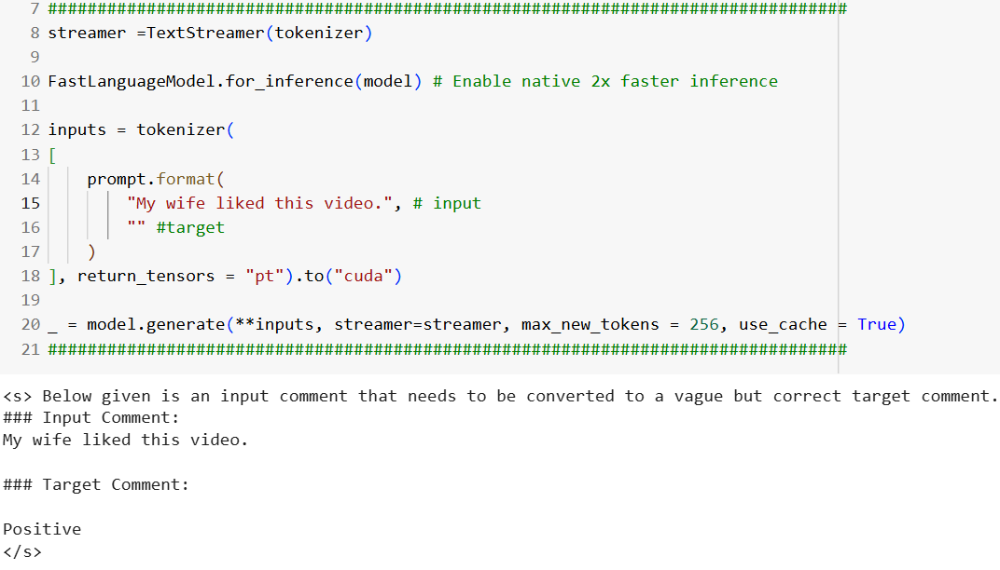 7 ##################################################################################
8 streamer =TextStreamer(tokenizer)
9
10 FastLanguageModel.for_inference(model) # Enable native 2x faster inference
11
12 inputs = tokenizer(
13 [
14     prompt.format(
15         "My wife liked this video.", # input
16         "" #target
17     )
18 ], return_tensors = "pt").to("cuda")
19
20 _ = model.generate(**inputs, streamer=streamer, max_new_tokens = 256, use_cache = True)
21 ##################################################################################
<s> Below given is an input comment that needs to be converted to a vague but correct target comment.
### Input Comment:
My wife liked this video.

### Target Comment:

Positive
</s>